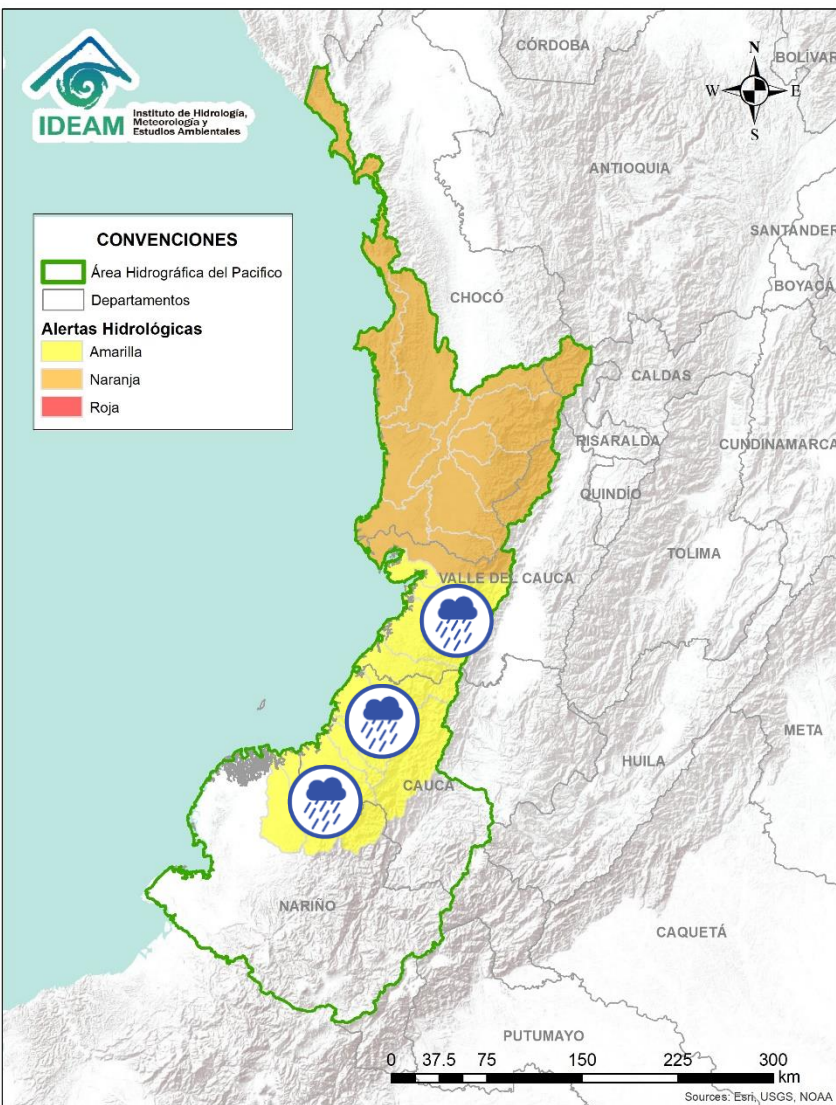 IDEAM
Instituto de Hidrología,
Meteorología y
Estudios Ambientales
N
W
E
S
CÓRDOBA
BOLÍVAR
ANTIOQUIA
SANTANDER
BOYACÁ
CHOCÓ
CALDAS
RISARALDA
CUNDINAMARCA
QUINDÍO
TOLIMA
VALLE DEL CAUCA
META
HUILA
CAUCA
NARIÑO
CAQUETÁ
PUTUMAYO
CONVENCIONES
Área Hidrográfica del Pacifico
Departamentos
Alertas Hidrológicas
Amarilla
Naranja
Roja
0 37.5 75 150 225 300
km
Sources: Esri, USGS, NOAA